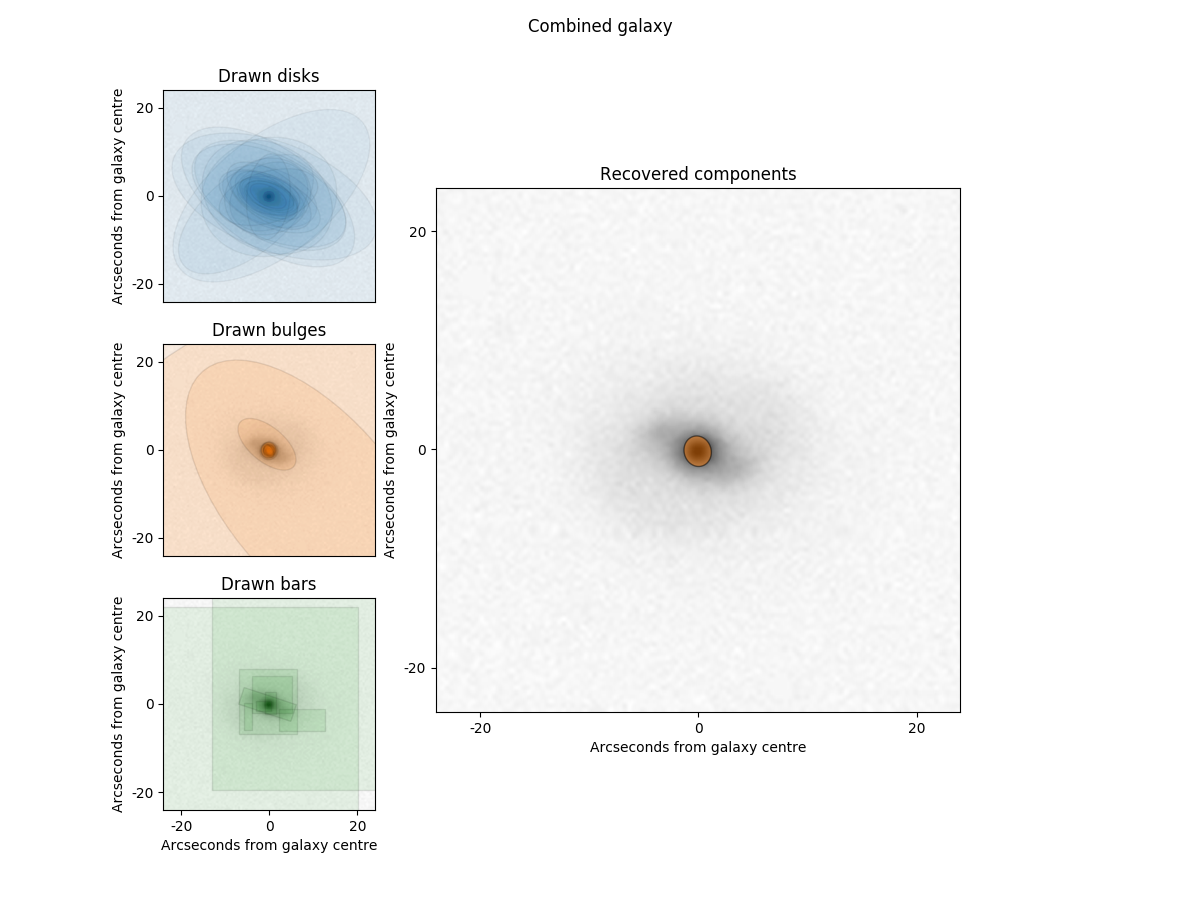 Combined galaxy
Drawn disks
Arcseconds from galaxy centre
20
0
-20
Drawn bulges
Arcseconds from galaxy centre
20
0
-20
Drawn bars
Arcseconds from galaxy centre
20
0
-20
-20 0 20
Arcseconds from galaxy centre
Recovered components
Arcseconds from galaxy centre
20
0
-20
-20 0 20
Arcseconds from galaxy centre